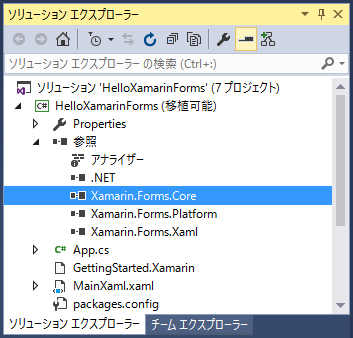 ソリューション エクスプローラー
ソリューション エクスプローラー の検索 (Ctrl+:)
ソリューション 'HelloXamarinForms' (7 プロジェクト)
C#
HelloXamarinForms (移植可能)
Properties
参照
アナライザー
.NET
Xamarin.Forms.Core
Xamarin.Forms.Platform
Xamarin.Forms.Xaml
C# App.cs
GettingStarted.Xamarin
MainXaml.xaml
packages.config
ソリューション エクスプローラー チーム エクスプローラー